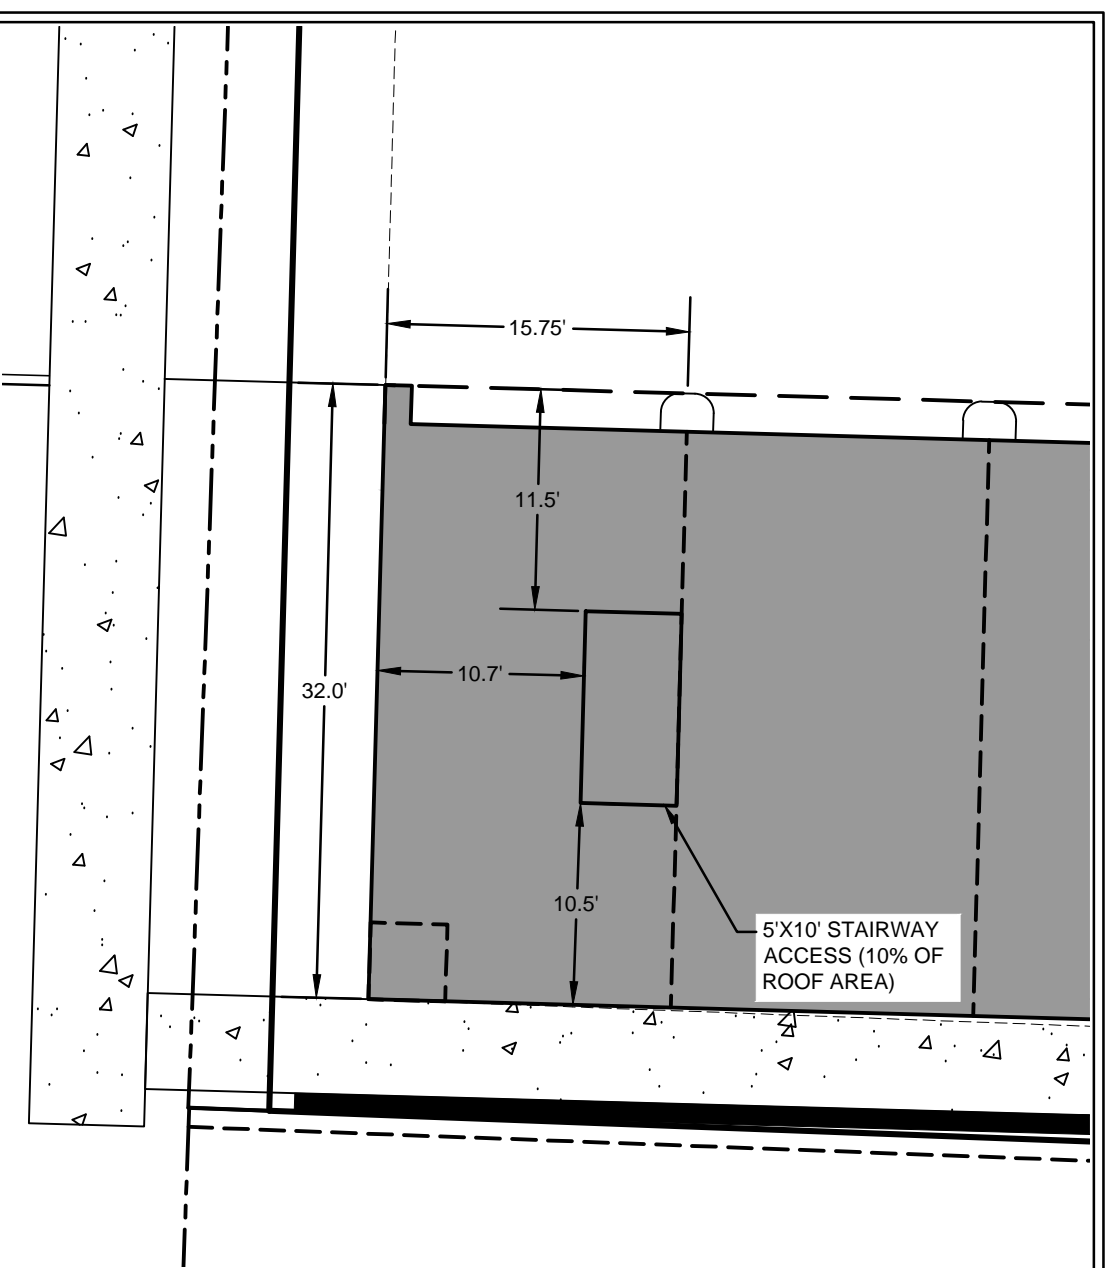 15.75'
11.5'
10.7'
32.0'
10.5'
5'X10' STAIRWAY
ACCESS (10% OF
ROOF AREA)